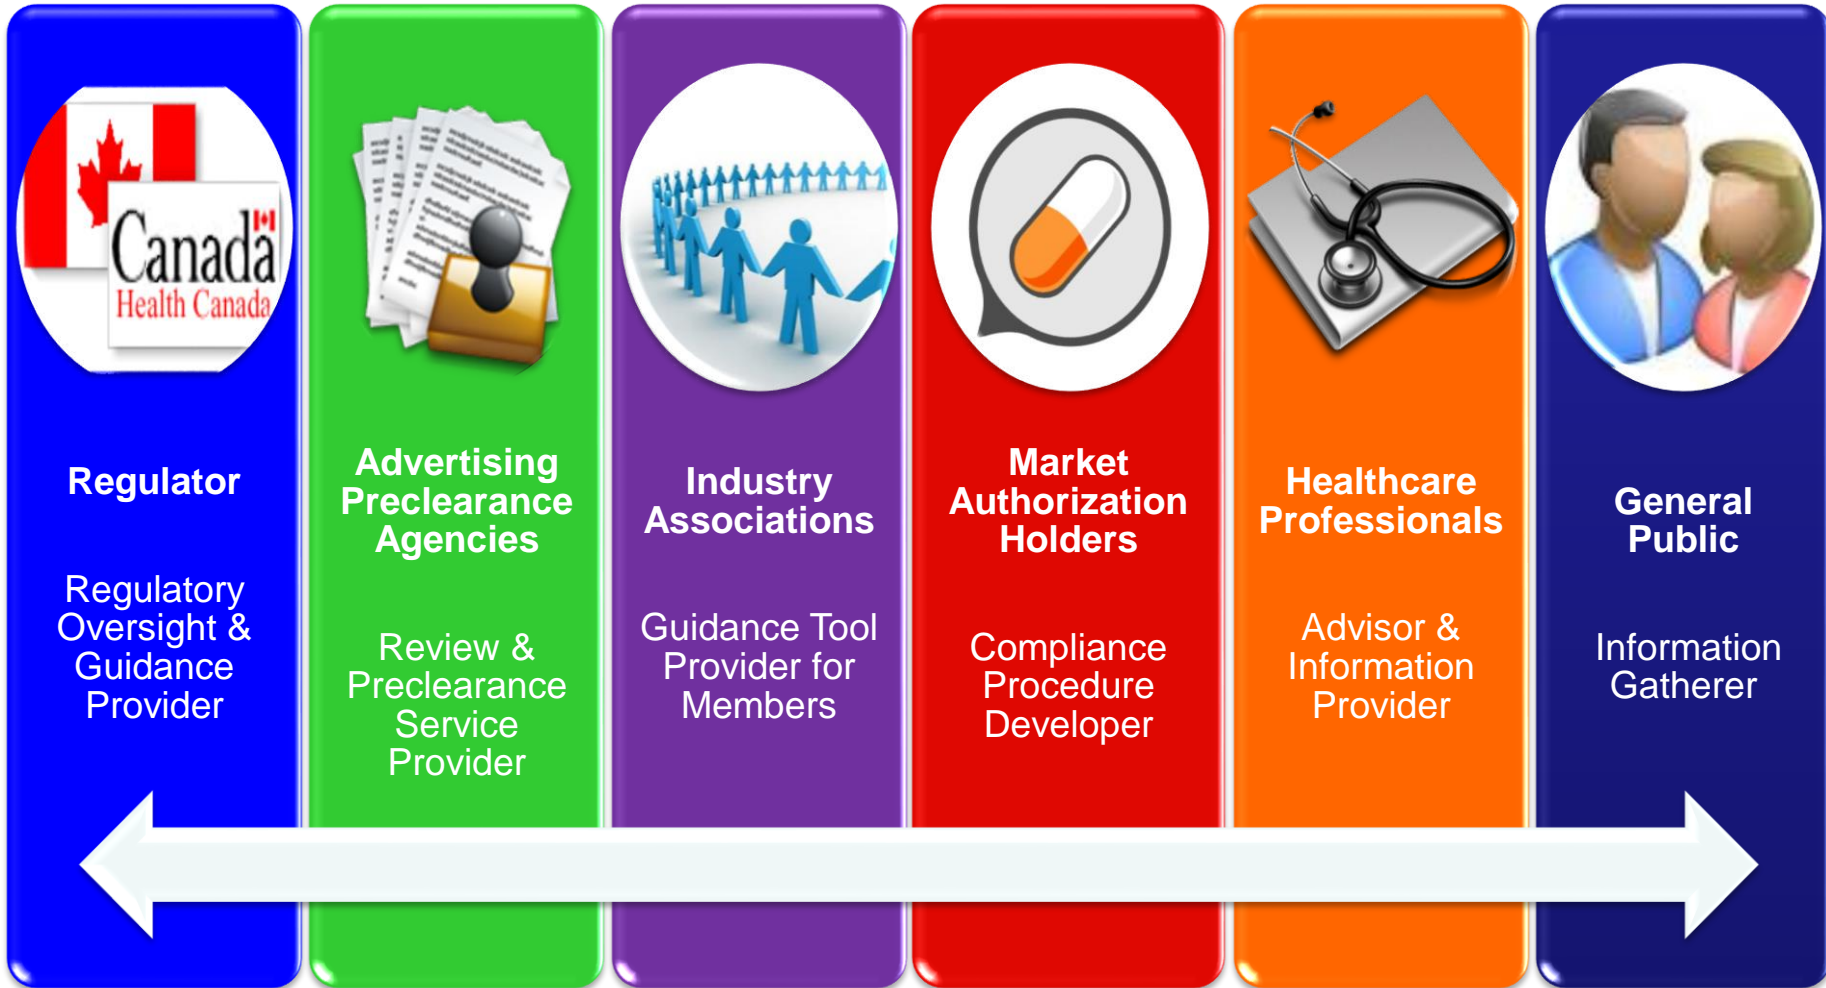 Canada
Health Canada
Regulator
Regulatory
Oversight &
Guidance
Provider
Advertising
Preclearance
Agencies
Review &
Preclearance
Service
Provider
Industry
Associations
Guidance Tool
Provider for
Members
Market
Authorization
Holders
Compliance
Procedure
Developer
Healthcare
Professionals
Advisor &
Information
Provider
General
Public
Information
Gatherer